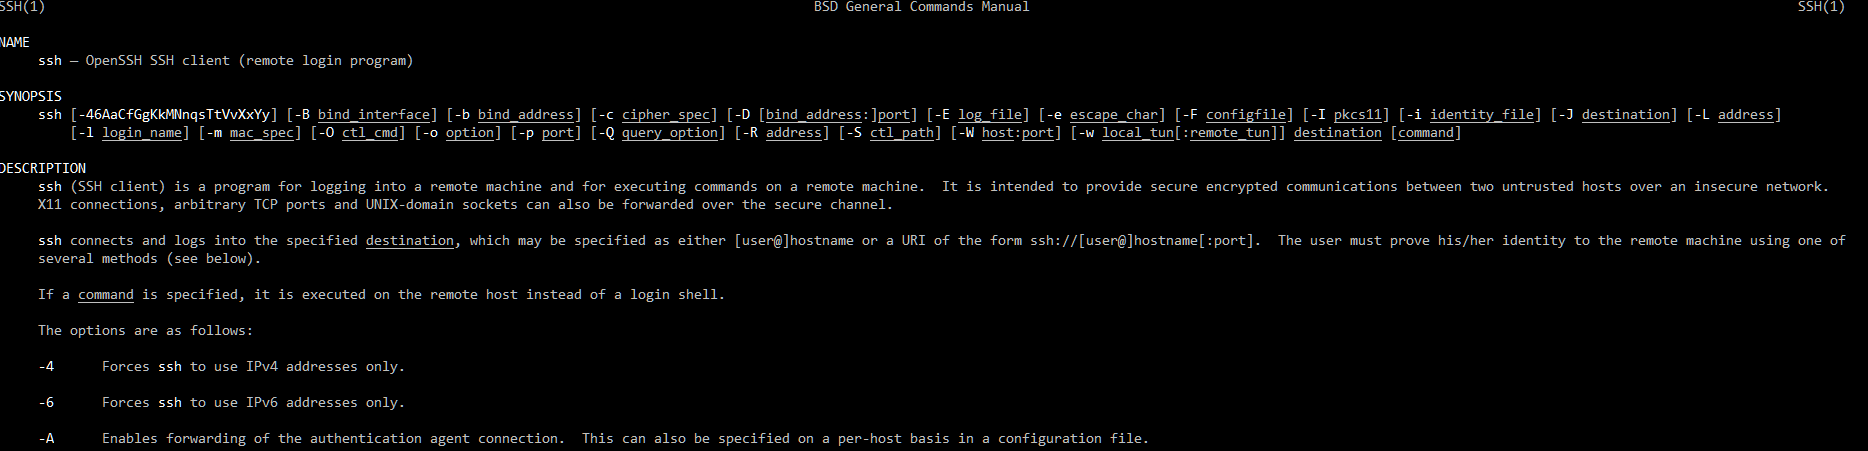 SSH(1) BSD General Commands Manual SSH(1)
NAME
ssh — OpenSSH SSH client (remote login program)
SYNOPSIS
ssh [-46AaCfGgKkMNnqsTtVvXxYy] [-B bind_interface] [-b bind_address] [-c cipher_spec] [-D [bind_address:]port] [-E log_file] [-e escape_char] [-F configfile] [-I pkcs11] [-i identity_file] [-J destination] [-L address]
[-l login_name] [-m mac_spec] [-O ctl_cmd] [-o option] [-p port] [-Q query_option] [-R address] [-S ctl_path] [-W host:port] [-w local_tun[:remote_tun]] destination [command]
DESCRIPTION
ssh (SSH client) is a program for logging into a remote machine and for executing commands on a remote machine.  It is intended to provide secure encrypted communications between two untrusted hosts over an insecure network.
X11 connections, arbitrary TCP ports and UNIX-domain sockets can also be forwarded over the secure channel.
ssh connects and logs into the specified destination, which may be specified as either [user@]hostname or a URI of the form ssh://[user@]hostname[:port].  The user must prove his/her identity to the remote machine using one of
several methods (see below).
If a command is specified, it is executed on the remote host instead of a login shell.
The options are as follows:
-4      Forces ssh to use IPv4 addresses only.
-6      Forces ssh to use IPv6 addresses only.
-A      Enables forwarding of the authentication agent connection.  This can also be specified on a per-host basis in a configuration file.